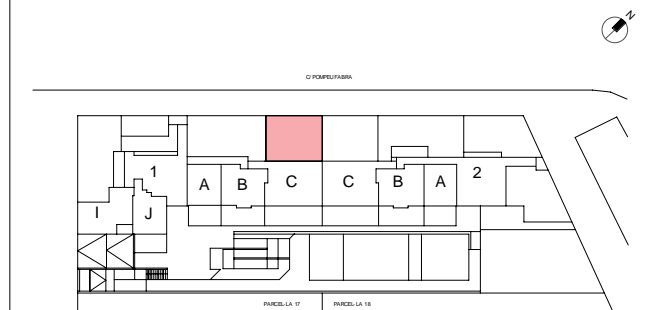 N
C/ POMPEU FABRA
1
2
A B C C B A
I J
PARCEL·LA 17 PARCEL·LA 18